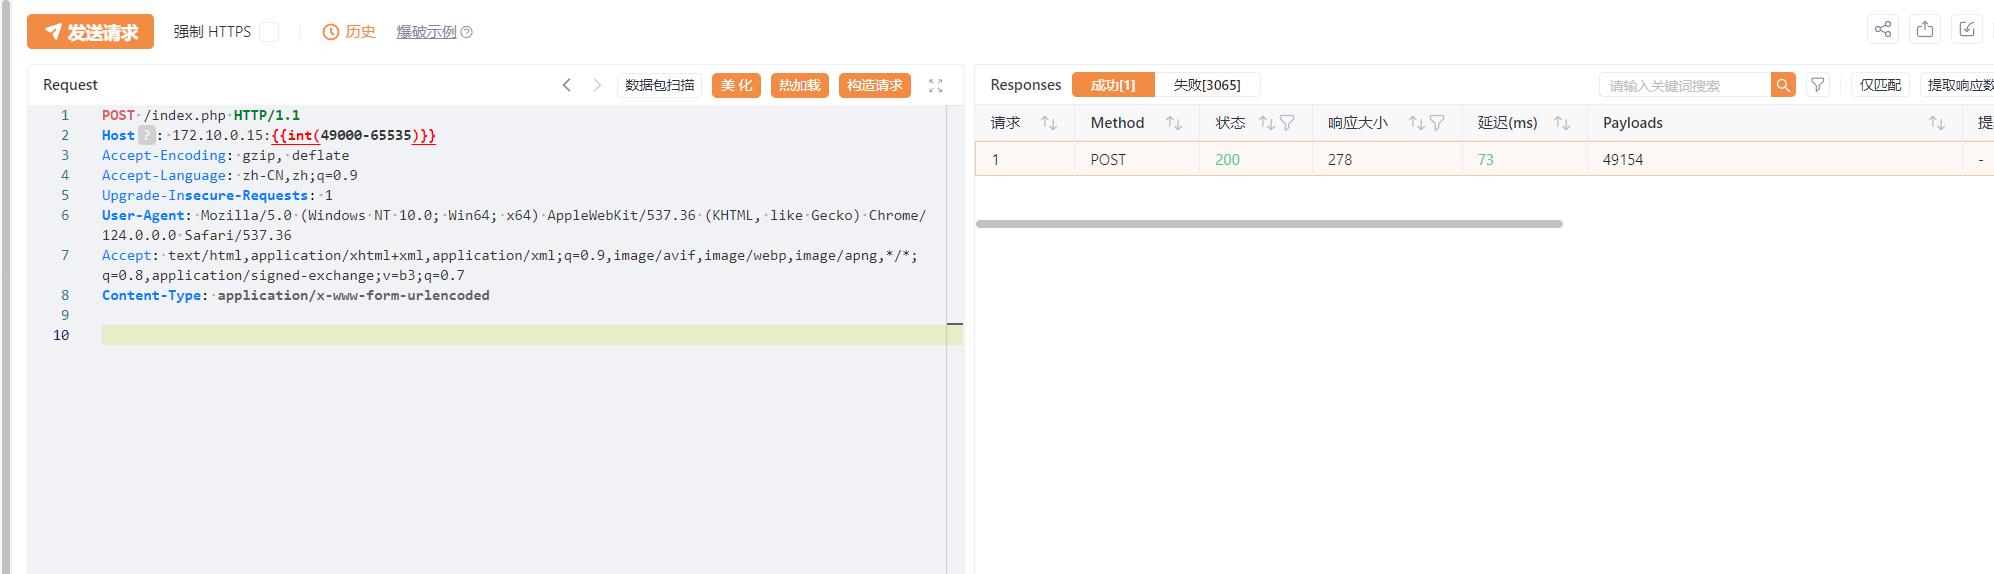 发送请求 强制 HTTPS 历史 爆破示例
Request 数据包扫描 美化 热加载 构造请求
1 POST /index.php HTTP/1.1
2 Host ? : 172.10.0.15:{{int(49000-65535)}}
3 Accept-Encoding: gzip, deflate
4 Accept-Language: zh-CN,zh;q=0.9
5 Upgrade-Insecure-Requests: 1
6 User-Agent: Mozilla/5.0 (Windows NT 10.0; Win64; x64) AppleWebKit/537.36 (KHTML, like Gecko) Chrome/
124.0.0.0 Safari/537.36
7 Accept: text/html,application/xhtml+xml,application/xml;q=0.9,image/avif,image/webp,image/apng,*/*;
q=0.8,application/signed-exchange;v=b3;q=0.7
8 Content-Type: application/x-www-form-urlencoded
9
10
Responses 成功[1] 失败[3065] 请输入关键词搜索 仅匹配 提取响应数
请求 Method 状态 响应大小 延迟(ms) Payloads 提
1 POST 200 278 73 49154 -